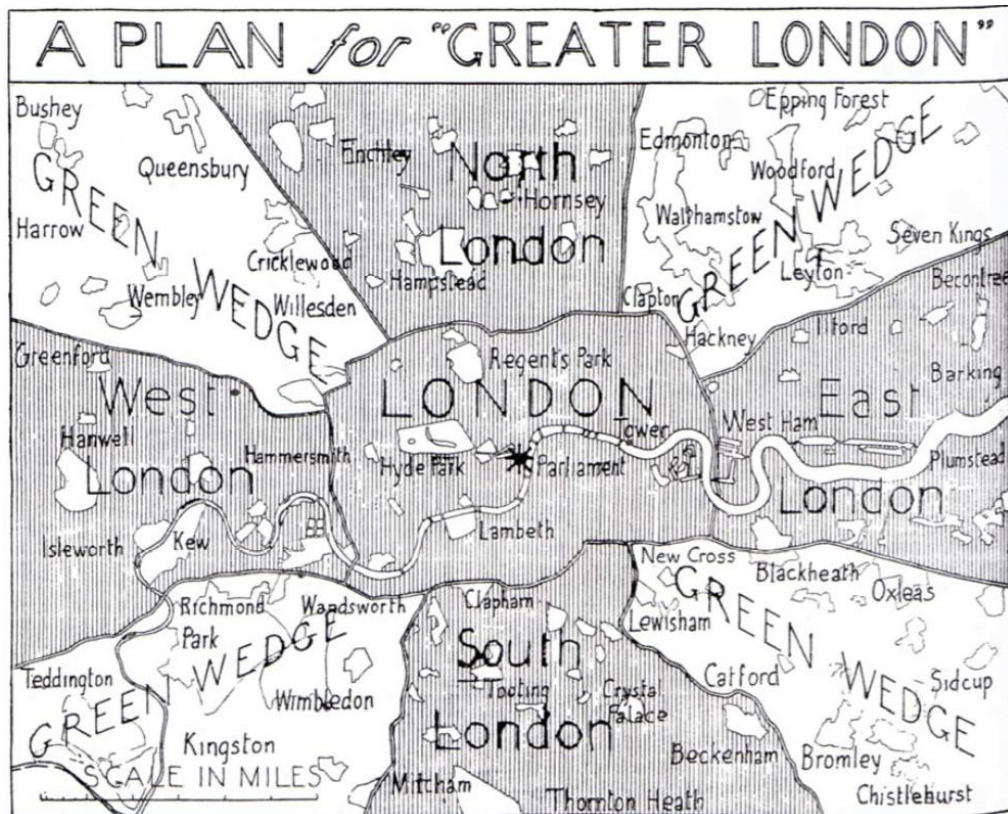 A PLAN for "GREATER LONDON"
Bushey
Queensbury
Harrow
GREEN WEDGE
Wembley
Willesden
Cricklewood
Finchley
North London
Hornsey
Hampstead
Epping Forest
Edmonton
Woodford
Walthamstow
GREEN WEDGE
Seven Kings
Leyton
Clapton
Hackney
Becontree
Ilford
Barking
Greenford
West London
Hanwell
Hammersmith
Isleworth
Kew
Regent's Park
LONDON
Tower
Hyde Park
Parliament
Lambeth
West Ham
East London
Plumstead
Richmond Park
Wandsworth
Teddington
GREEN WEDGE
Wimbledon
Kingston
SCALE IN MILES
Clapham
South London
Tooting
Crystal Palace
Mitcham
Thornton Heath
Beckenham
New Cross
Blackheath
Oxleas
Lewisham
GREEN WEDGE
Catford
Sidcup
Bromley
Chislehurst